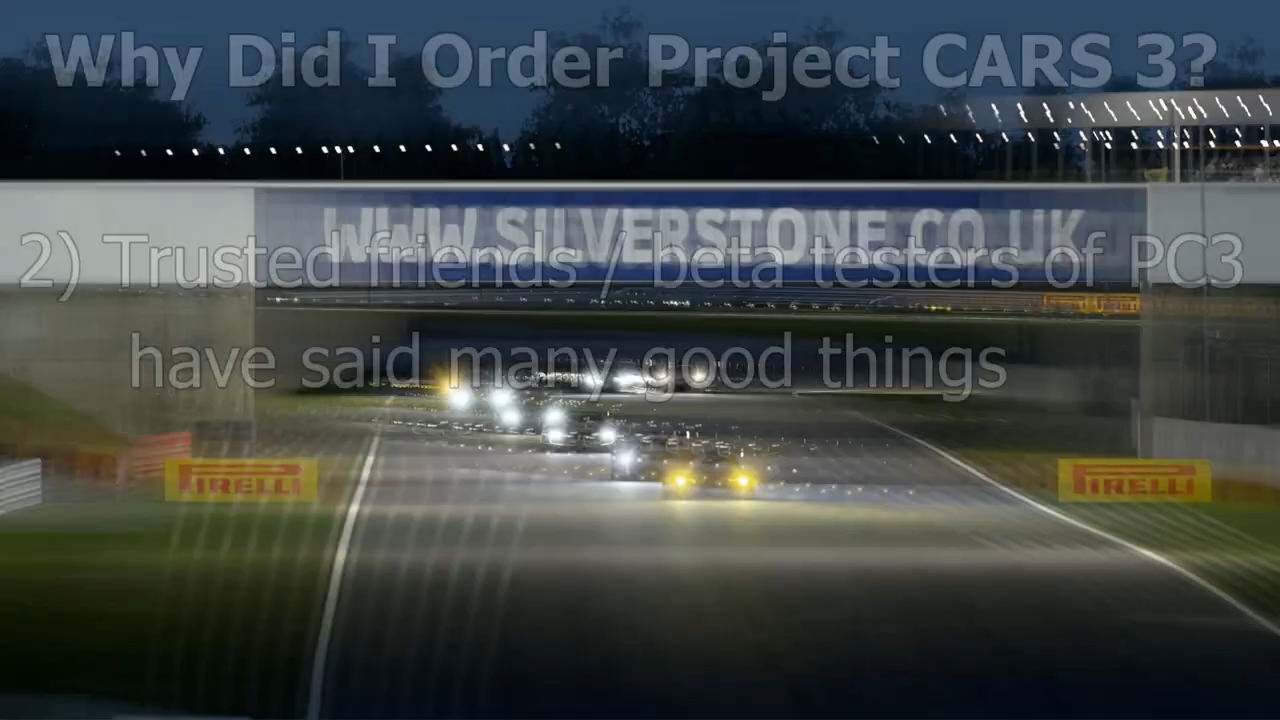 Why Did I Order Project CARS 3?
WWW.SILVERSTONE.CO.UK
2) Trusted friends / beta testers of PC3
have said many good things
PIRELLI
PIRELLI